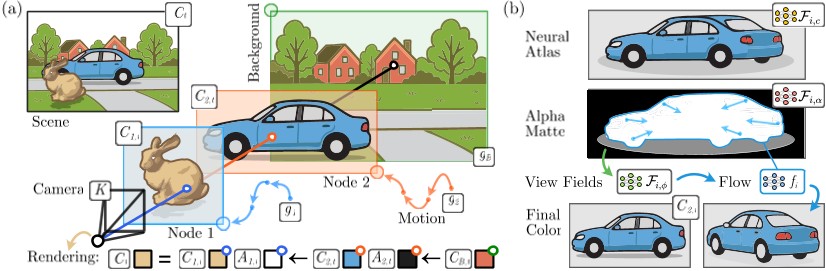 (a)
C_t
Scene
Background
C_{2,t}
C_{1,t}
g_B
Camera K
Node 2
g_1
g_2
Motion
Node 1
Rendering: C_t = C_{1,t} A_{1,t} ← C_{2,t} A_{2,t} ← C_{B,t}
(b)
Neural
Atlas
F_{i,c}
Alpha
Matte
F_{i,α}
View Fields F_{i,ϕ} Flow f_i
Final
Color
C_{2,t}